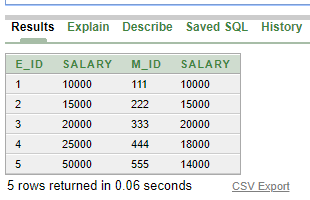 Results Explain Describe Saved SQL History
E_ID SALARY M_ID SALARY
1 10000 111 10000
2 15000 222 15000
3 20000 333 20000
4 25000 444 18000
5 50000 555 14000
5 rows returned in 0.06 seconds CSV Export